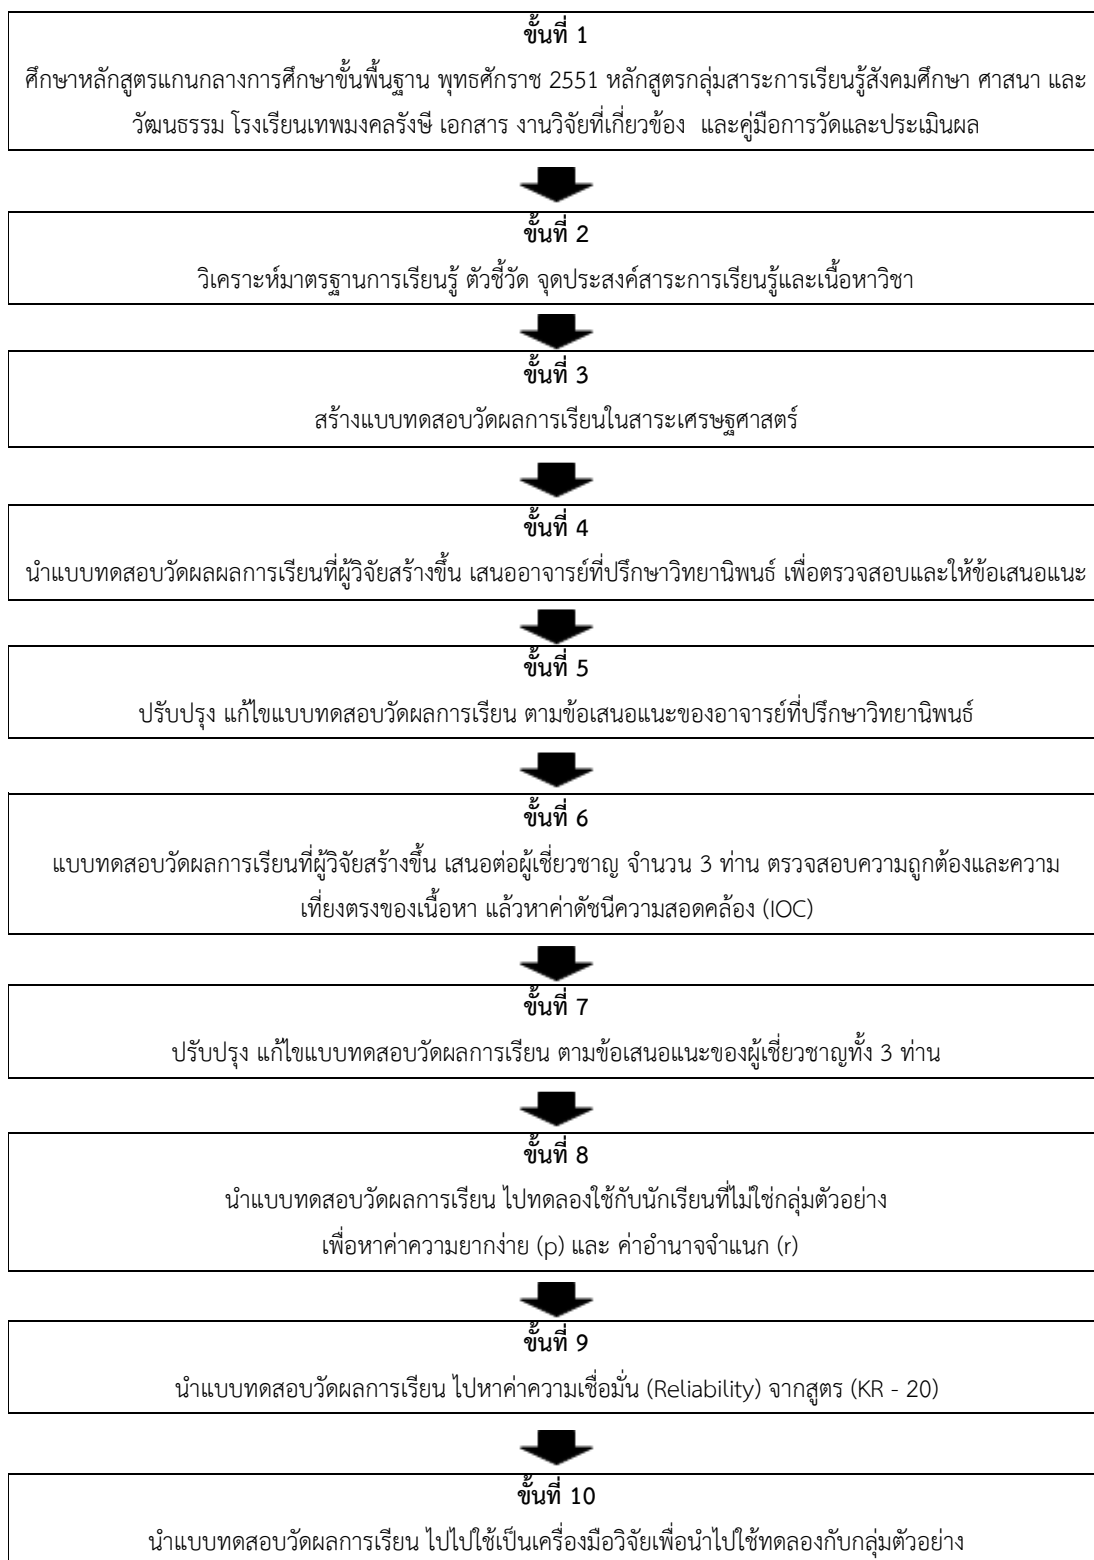 ขั้นที่ 1
ศึกษาหลักสูตรแกนกลางการศึกษาขั้นพื้นฐาน พุทธศักราช 2551 หลักสูตรกลุ่มสาระการเรียนรู้สังคมศึกษา ศาสนา และ
วัฒนธรรม โรงเรียนเทพมงคลรังษี เอกสาร งานวิจัยที่เกี่ยวข้อง และคู่มือการวัดและประเมินผล
ขั้นที่ 2
วิเคราะห์มาตรฐานการเรียนรู้ ตัวชี้วัด จุดประสงค์สาระการเรียนรู้และเนื้อหาวิชา
ขั้นที่ 3
สร้างแบบทดสอบวัดผลการเรียนในสาระเศรษฐศาสตร์
ขั้นที่ 4
นำแบบทดสอบวัดผลผลการเรียนที่ผู้วิจัยสร้างขึ้น เสนออาจารย์ที่ปรึกษาวิทยานิพนธ์ เพื่อตรวจสอบและให้ข้อเสนอแนะ
ขั้นที่ 5
ปรับปรุง แก้ไขแบบทดสอบวัดผลการเรียน ตามข้อเสนอแนะของอาจารย์ที่ปรึกษาวิทยานิพนธ์
ขั้นที่ 6
แบบทดสอบวัดผลการเรียนที่ผู้วิจัยสร้างขึ้น เสนอต่อผู้เชี่ยวชาญ จำนวน 3 ท่าน ตรวจสอบความถูกต้องและความ
เที่ยงตรงของเนื้อหา แล้วหาค่าดัชนีความสอดคล้อง (IOC)
ขั้นที่ 7
ปรับปรุง แก้ไขแบบทดสอบวัดผลการเรียน ตามข้อเสนอแนะของผู้เชี่ยวชาญทั้ง 3 ท่าน
ขั้นที่ 8
นำแบบทดสอบวัดผลการเรียน ไปทดลองใช้กับนักเรียนที่ไม่ใช่กลุ่มตัวอย่าง
เพื่อหาค่าความยากง่าย (p) และ ค่าอำนาจจำแนก (r)
ขั้นที่ 9
นำแบบทดสอบวัดผลการเรียน ไปหาค่าความเชื่อมั่น (Reliability) จากสูตร (KR - 20)
ขั้นที่ 10
นำแบบทดสอบวัดผลการเรียน ไปไปใช้เป็นเครื่องมือวิจัยเพื่อนำไปใช้ทดลองกับกลุ่มตัวอย่าง